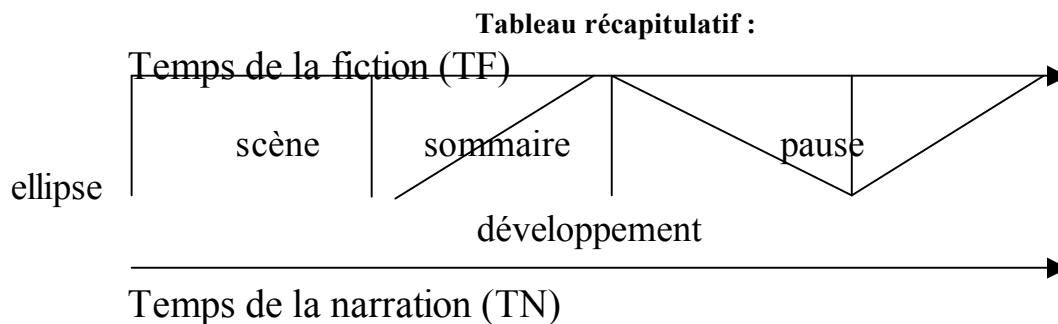 Tableau récapitulatif :
Temps de la fiction (TF)
scène sommaire pause
ellipse
développement
Temps de la narration (TN)